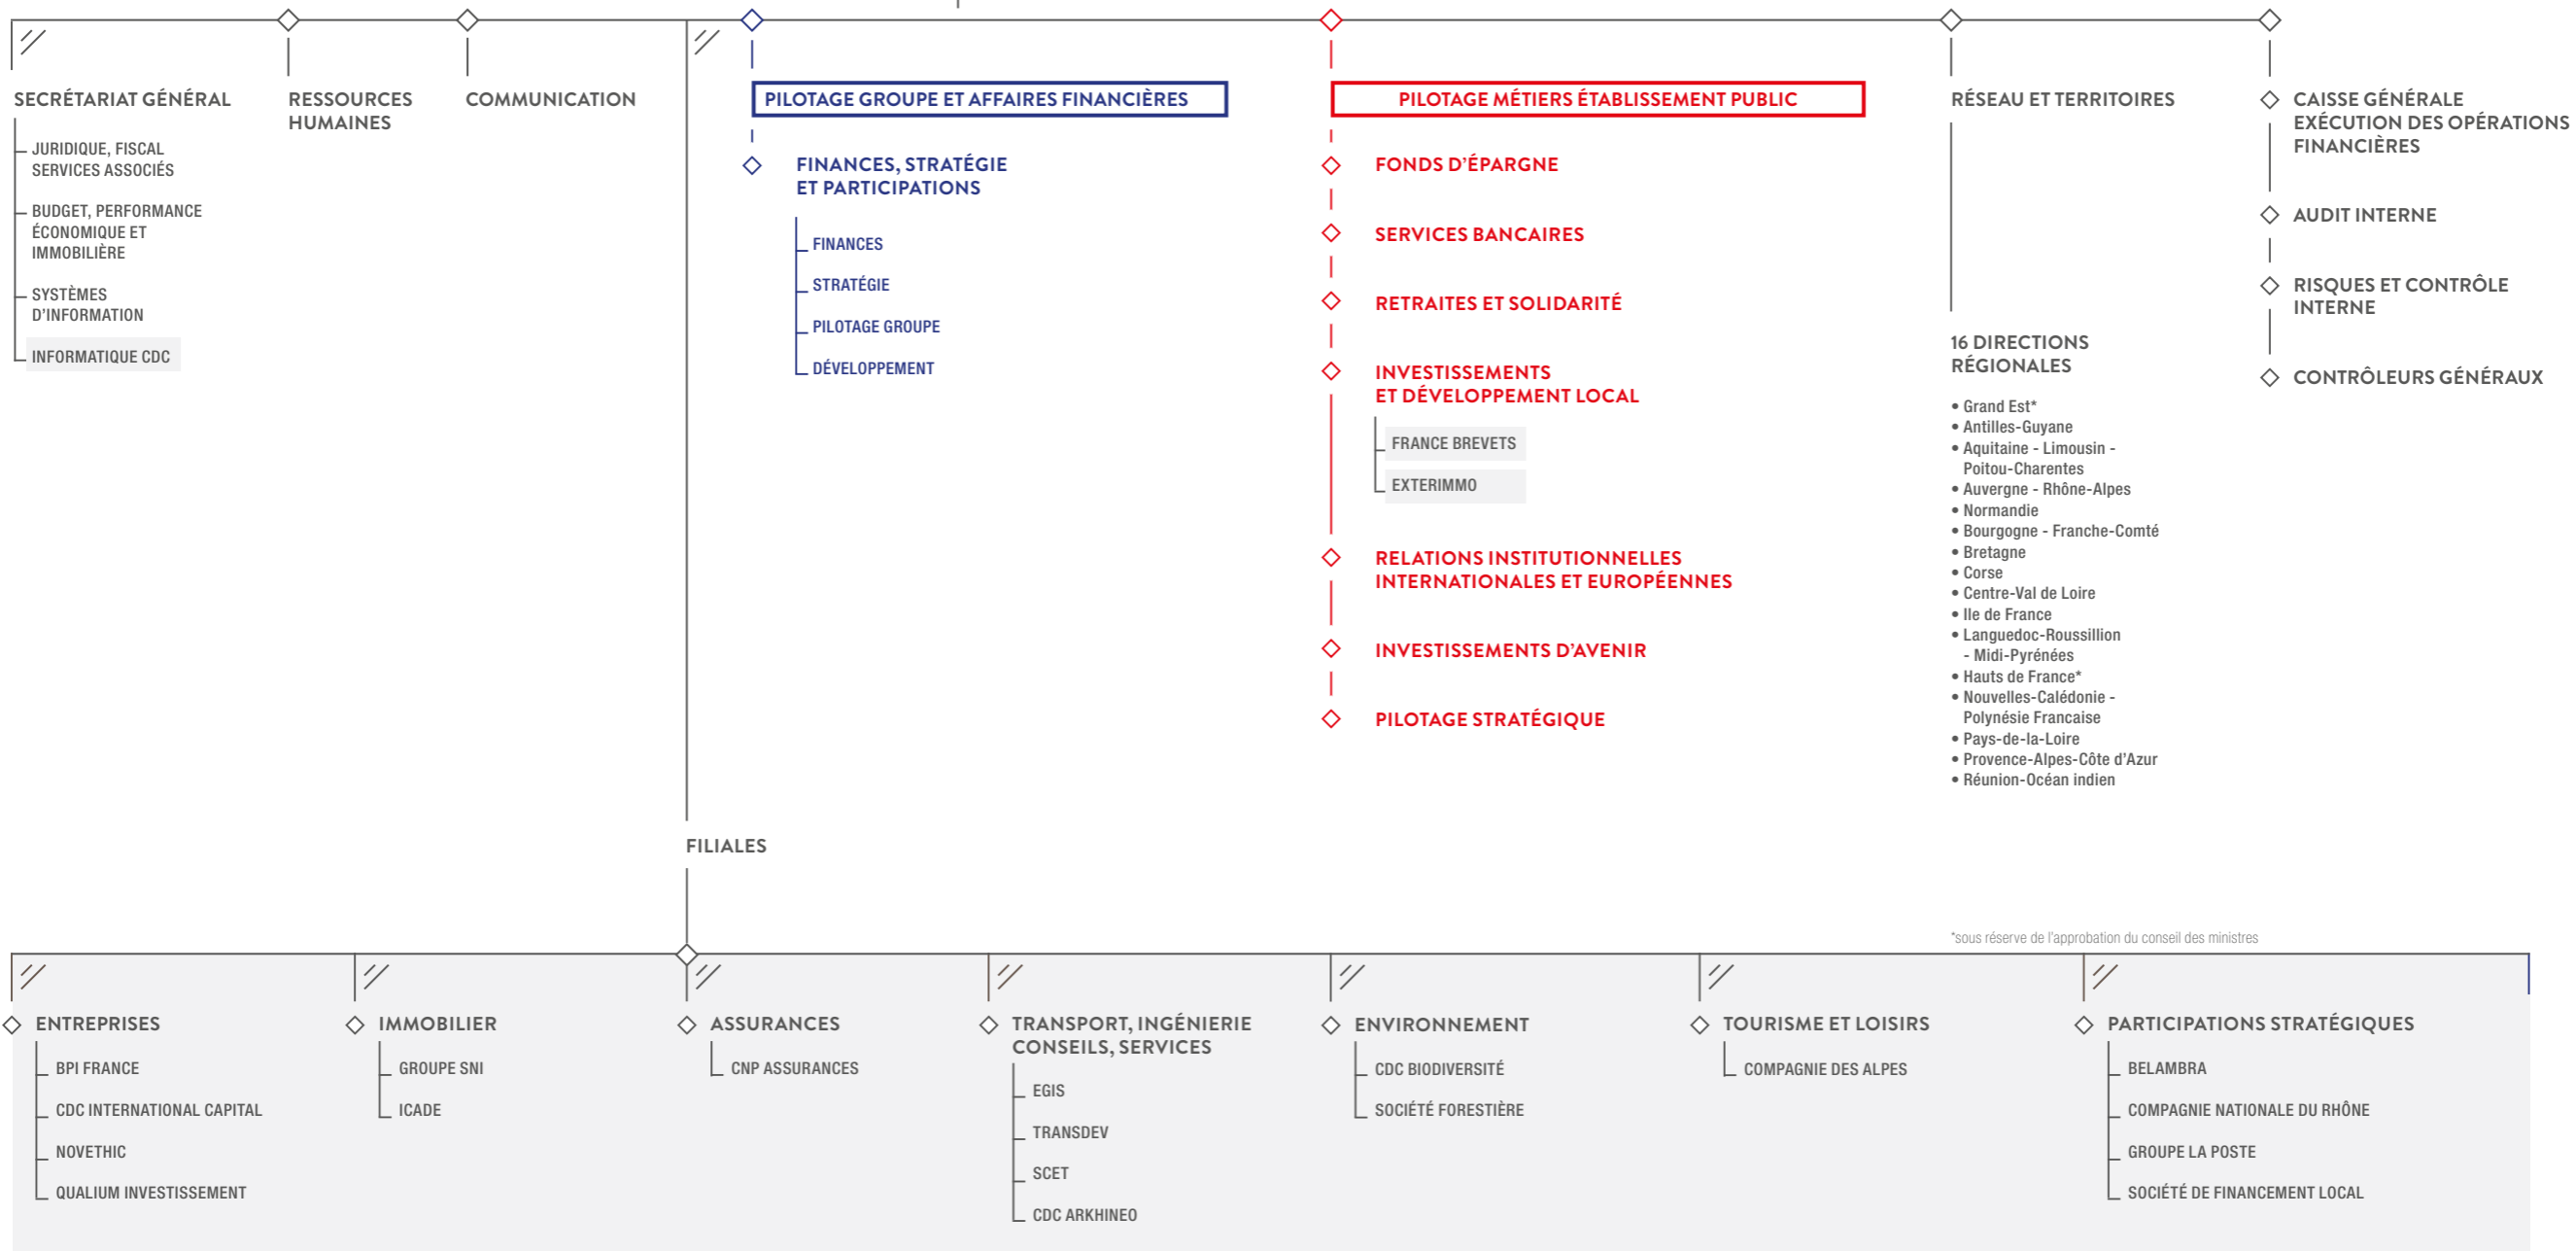 SECRÉTARIAT GÉNÉRAL
JURIDIQUE, FISCAL
SERVICES ASSOCIÉS
BUDGET, PERFORMANCE
ÉCONOMIQUE ET
IMMOBILIÈRE
SYSTÈMES
D'INFORMATION
INFORMATIQUE CDC
RESSOURCES
HUMAINES
COMMUNICATION
PILOTAGE GROUPE ET AFFAIRES FINANCIÈRES
FINANCES, STRATÉGIE
ET PARTICIPATIONS
FINANCES
STRATÉGIE
PILOTAGE GROUPE
DÉVELOPPEMENT
PILOTAGE MÉTIERS ÉTABLISSEMENT PUBLIC
FONDS D'ÉPARGNE
SERVICES BANCAIRES
RETRAITES ET SOLIDARITÉ
INVESTISSEMENTS
ET DÉVELOPPEMENT LOCAL
FRANCE BREVETS
EXTERIMMO
RELATIONS INSTITUTIONNELLES
INTERNATIONALES ET EUROPÉENNES
INVESTISSEMENTS D'AVENIR
PILOTAGE STRATÉGIQUE
RÉSEAU ET TERRITOIRES
16 DIRECTIONS
RÉGIONALES
• Grand Est*
• Antilles-Guyane
• Aquitaine - Limousin -
Poitou-Charentes
• Auvergne - Rhône-Alpes
• Normandie
• Bourgogne - Franche-Comté
• Bretagne
• Corse
• Centre-Val de Loire
• Ile de France
• Languedoc-Roussillion
- Midi-Pyrénées
• Hauts de France*
• Nouvelles-Calédonie -
Polynésie Francaise
• Pays-de-la-Loire
• Provence-Alpes-Côte d'Azur
• Réunion-Océan indien
CAISSE GÉNÉRALE
EXÉCUTION DES OPÉRATIONS
FINANCIÈRES
AUDIT INTERNE
RISQUES ET CONTRÔLE
INTERNE
CONTRÔLEURS GÉNÉRAUX
FILIALES
*sous réserve de l'approbation du conseil des ministres
ENTREPRISES
BPI FRANCE
CDC INTERNATIONAL CAPITAL
NOVETHIC
QUALIUM INVESTISSEMENT
IMMOBILIER
GROUPE SNI
ICADE
ASSURANCES
CNP ASSURANCES
TRANSPORT, INGÉNIERIE
CONSEILS, SERVICES
EGIS
TRANSDEV
SCET
CDC ARKHINEO
ENVIRONNEMENT
CDC BIODIVERSITÉ
SOCIÉTÉ FORESTIÈRE
TOURISME ET LOISIRS
COMPAGNIE DES ALPES
PARTICIPATIONS STRATÉGIQUES
BELAMBRA
COMPAGNIE NATIONALE DU RHÔNE
GROUPE LA POSTE
SOCIÉTÉ DE FINANCEMENT LOCAL